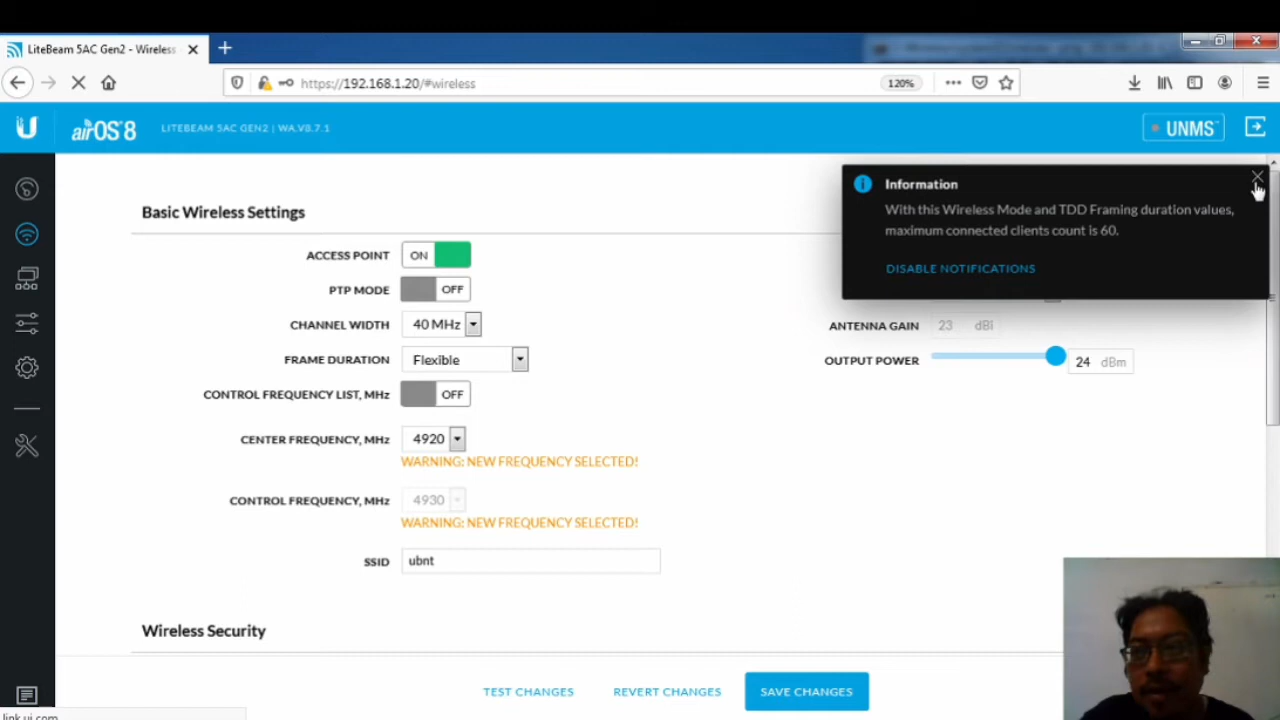 LiteBeam 5AC Gen2 - Wireless
https://192.168.1.20/#wireless
120%
airOS 8
LITEBEAM 5AC GEN2 | WA.V8.7.1
UNMS
Information
With this Wireless Mode and TDD Framing duration values,
maximum connected clients count is 60.
DISABLE NOTIFICATIONS
Basic Wireless Settings
ACCESS POINT ON
PTP MODE OFF
CHANNEL WIDTH 40 MHz
FRAME DURATION Flexible
CONTROL FREQUENCY LIST, MHz OFF
CENTER FREQUENCY, MHz 4920
WARNING: NEW FREQUENCY SELECTED!
CONTROL FREQUENCY, MHz 4930
WARNING: NEW FREQUENCY SELECTED!
SSID ubnt
ANTENNA GAIN 23 dBi
OUTPUT POWER 24 dBm
Wireless Security
TEST CHANGES REVERT CHANGES SAVE CHANGES
link.ui.com